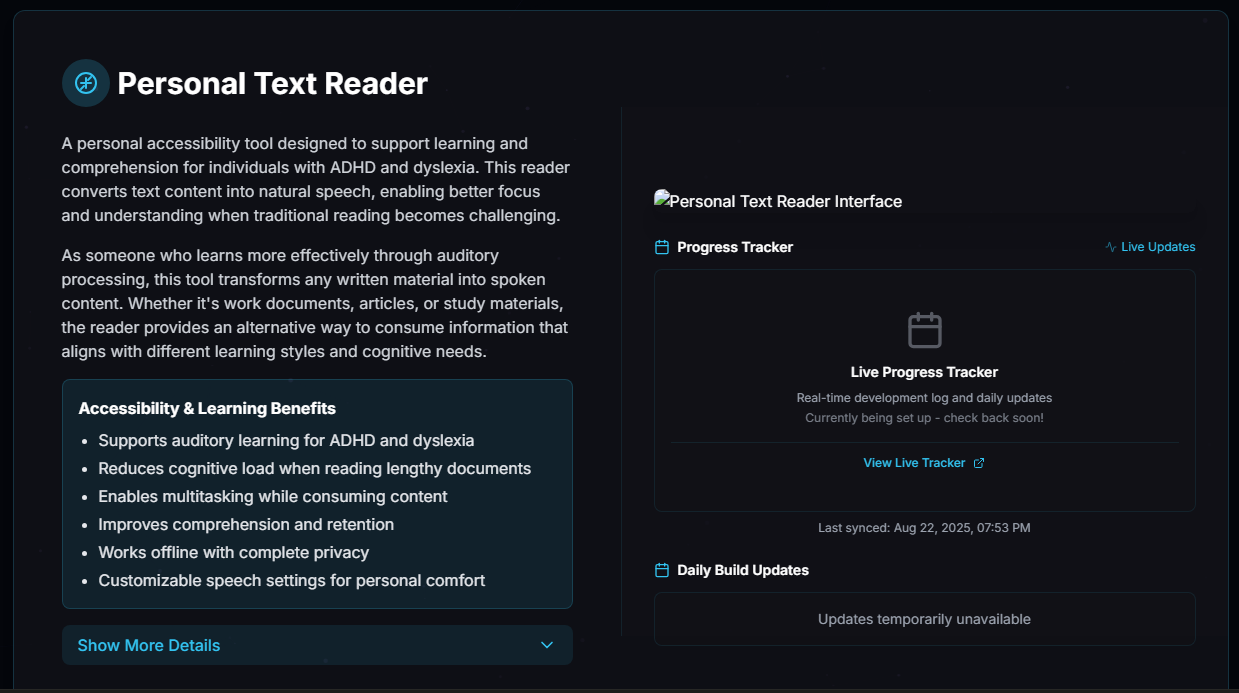 Personal Text Reader
A personal accessibility tool designed to support learning and
comprehension for individuals with ADHD and dyslexia. This reader
converts text content into natural speech, enabling better focus
and understanding when traditional reading becomes challenging.
As someone who learns more effectively through auditory
processing, this tool transforms any written material into spoken
content. Whether it's work documents, articles, or study materials,
the reader provides an alternative way to consume information that
aligns with different learning styles and cognitive needs.
Accessibility & Learning Benefits
• Supports auditory learning for ADHD and dyslexia
• Reduces cognitive load when reading lengthy documents
• Enables multitasking while consuming content
• Improves comprehension and retention
• Works offline with complete privacy
• Customizable speech settings for personal comfort
Show More Details
Personal Text Reader Interface
Progress Tracker
Live Updates
Live Progress Tracker
Real-time development log and daily updates
Currently being set up - check back soon!
View Live Tracker
Last synced: Aug 22, 2025, 07:53 PM
Daily Build Updates
Updates temporarily unavailable